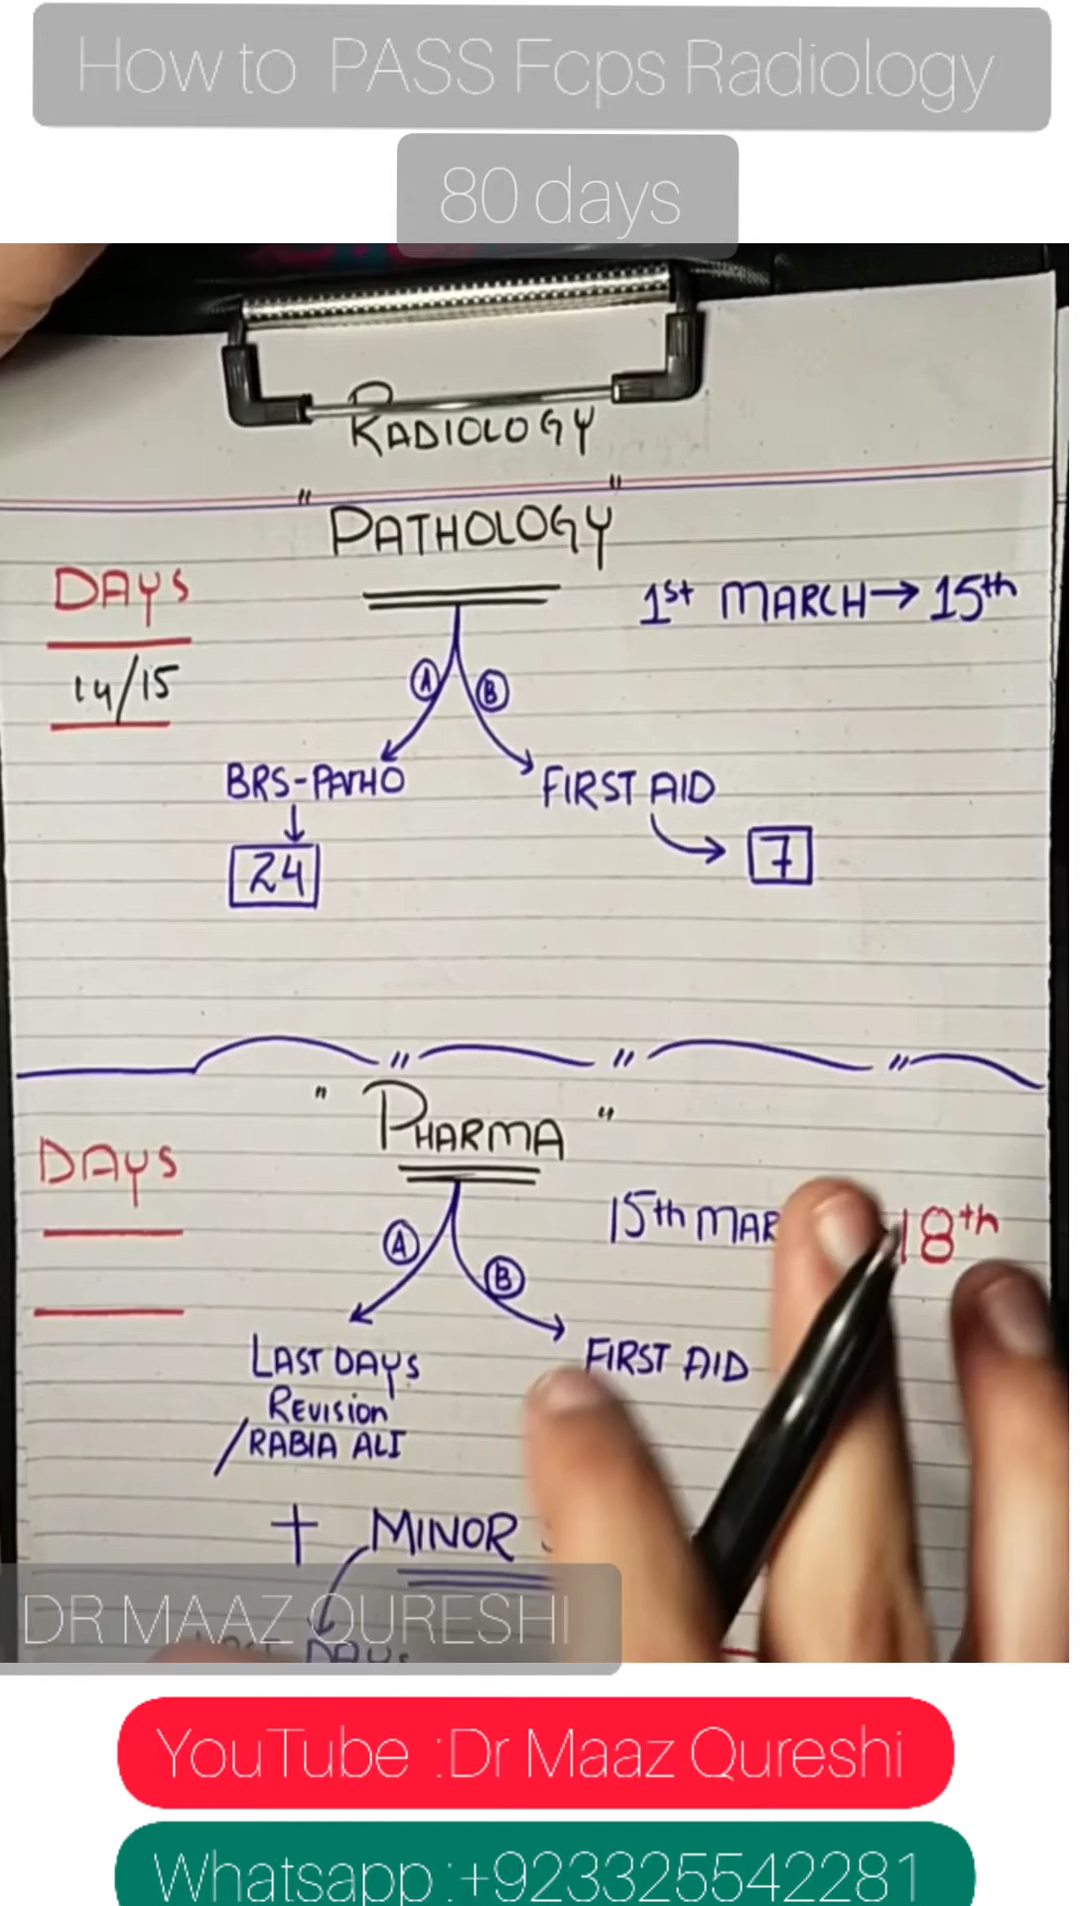 How to PASS Fcps Radiology
80 days
RADIOLOGY
"PATHOLOGY"
DAYS
1st MARCH→15th
14/15
A
B
BRS-PATHO
FIRST AID
24
7
"PHARMA"
DAYS
15th MAR
18th
A
B
LAST DAYS
FIRST AID
REVISION
/RABIA ALI
+ MINOR
DR MAAZ QURESHI
DAYS
YouTube :Dr Maaz Qureshi
Whatsapp :+923325542281